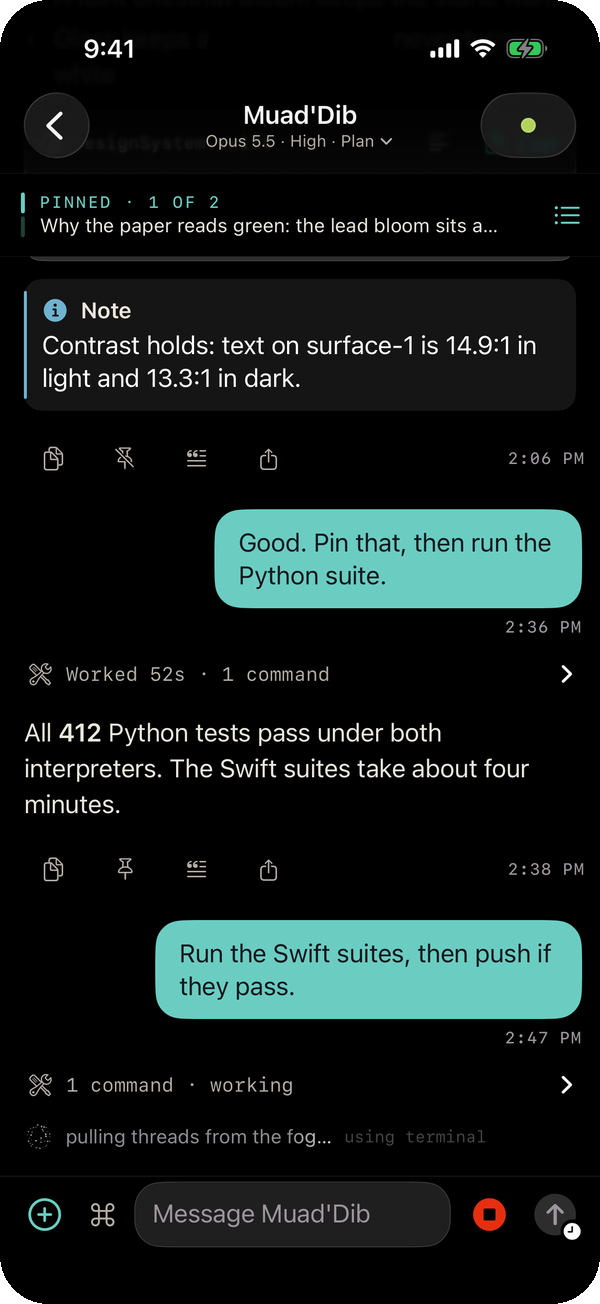 9:41
Muad'Dib
Opus 5.5 · High · Plan
PINNED · 1 OF 2
Why the paper reads green: the lead bloom sits a...
Note
Contrast holds: text on surface-1 is 14.9:1 in
light and 13.3:1 in dark.
2:06 PM
Good. Pin that, then run the
Python suite.
2:36 PM
Worked 52s · 1 command
All 412 Python tests pass under both
interpreters. The Swift suites take about four
minutes.
2:38 PM
Run the Swift suites, then push if
they pass.
2:47 PM
1 command · working
pulling threads from the fog... using terminal
Message Muad'Dib